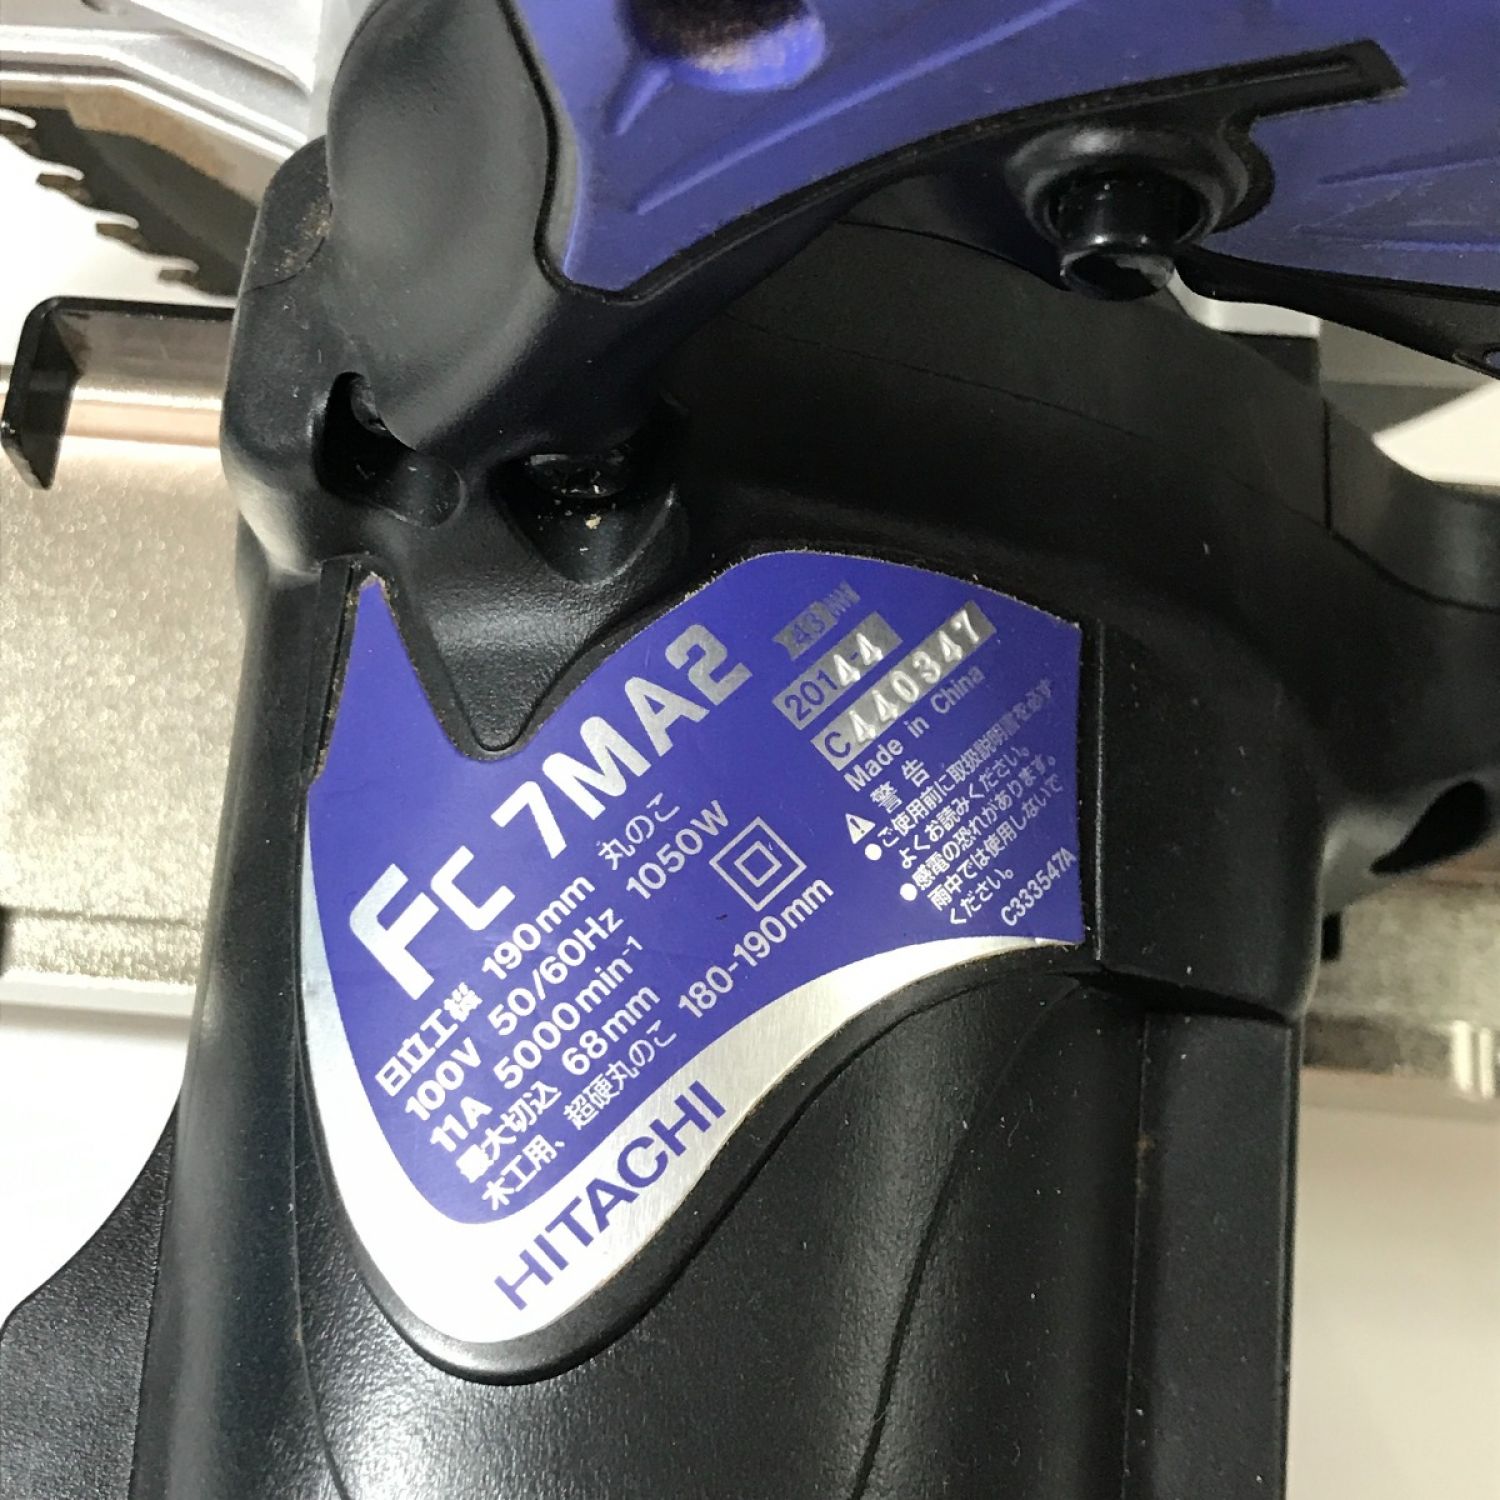 FC 7MA2
日立工機 190mm 丸のこ
100V 50/60Hz 1050W
11A 5000min⁻¹
最大切込 68mm
木工用、超硬丸のこ 180-190mm
HITACHI
43
2014-4
C440347
Made in China
⚠ 警告
●ご使用前に取扱説明書を必ず
よくお読みください。
●感電の恐れがあります。
雨中では使用しないで
ください。
C333547A